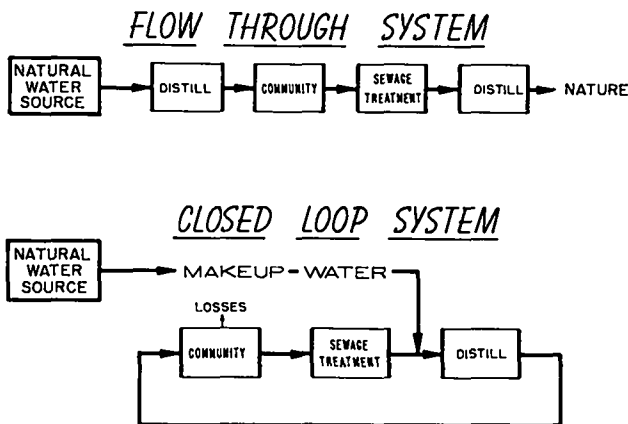 FLOW THROUGH SYSTEM
NATURAL
WATER
SOURCE
DISTILL
COMMUNITY
SEWAGE
TREATMENT
DISTILL
NATURE
CLOSED LOOP SYSTEM
NATURAL
WATER
SOURCE
MAKEUP-WATER
LOSSES
COMMUNITY
SEWAGE
TREATMENT
DISTILL